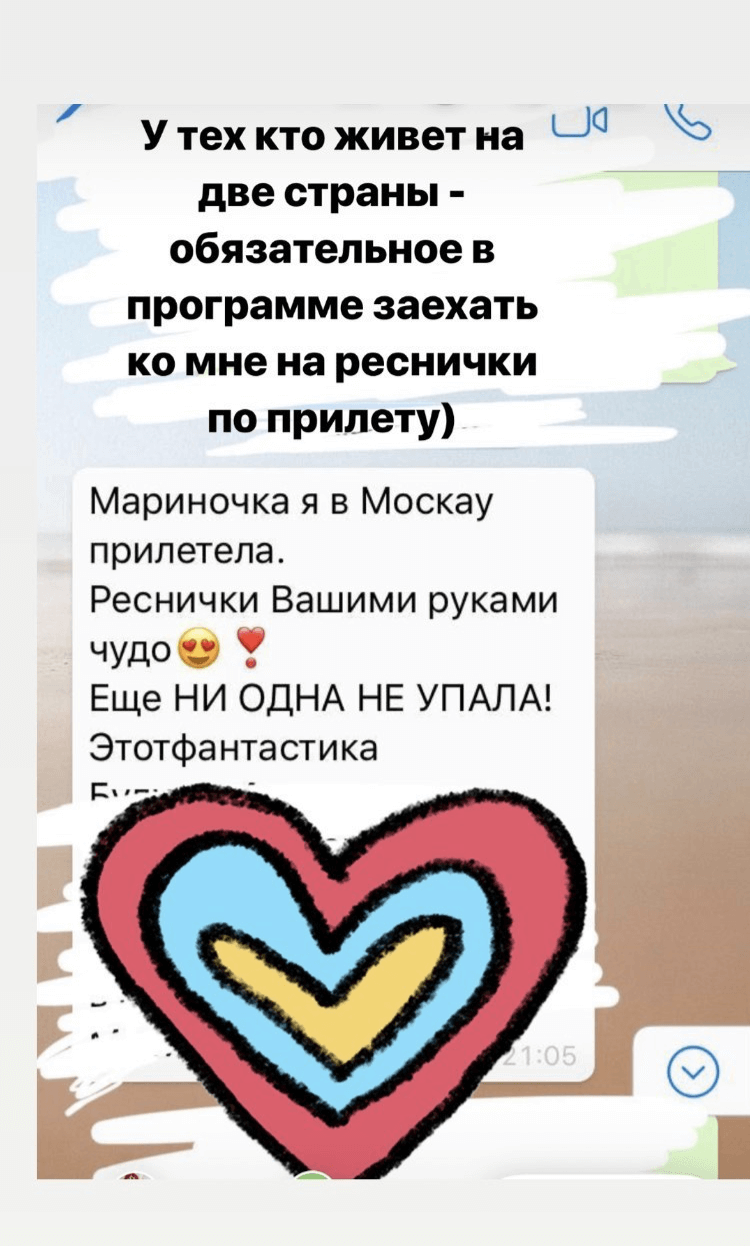 У тех кто живет на
две страны -
обязательное в
программе заехать
ко мне на реснички
по прилету)
Мариночка я в Москау
прилетела.
Реснички Вашими руками
чудо😍❣️
Еще НИ ОДНА НЕ УПАЛА!
Этотфантастика
21:05